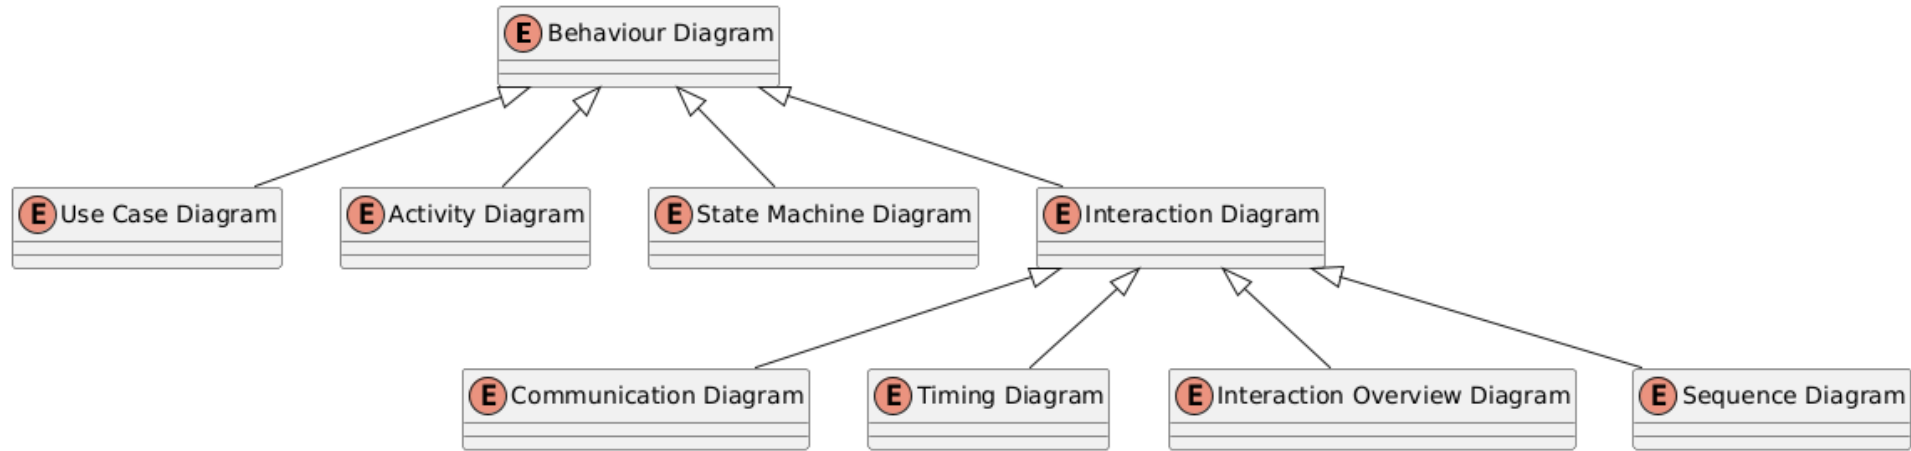 E Behaviour Diagram
E Use Case Diagram
E Activity Diagram
E State Machine Diagram
E Interaction Diagram
E Communication Diagram
E Timing Diagram
E Interaction Overview Diagram
E Sequence Diagram